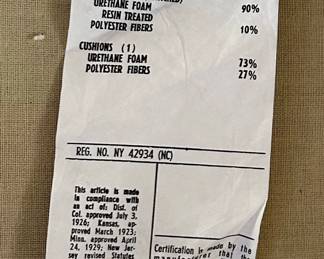 URETHANE FOAM 90%
RESIN TREATED
POLYESTER FIBERS 10%
CUSHIONS (1)
URETHANE FOAM 73%
POLYESTER FIBERS 27%
REG. NO. NY 42934 (NC)
This article is made
in compliance with
an act of: Dist. of
Col. approved July 3,
1926; Kansas, ap-
proved March 1923;
Minn. approved April
24, 1929; New Jer-
sey revised Statutes
Certification is made by the
manufacturer that the